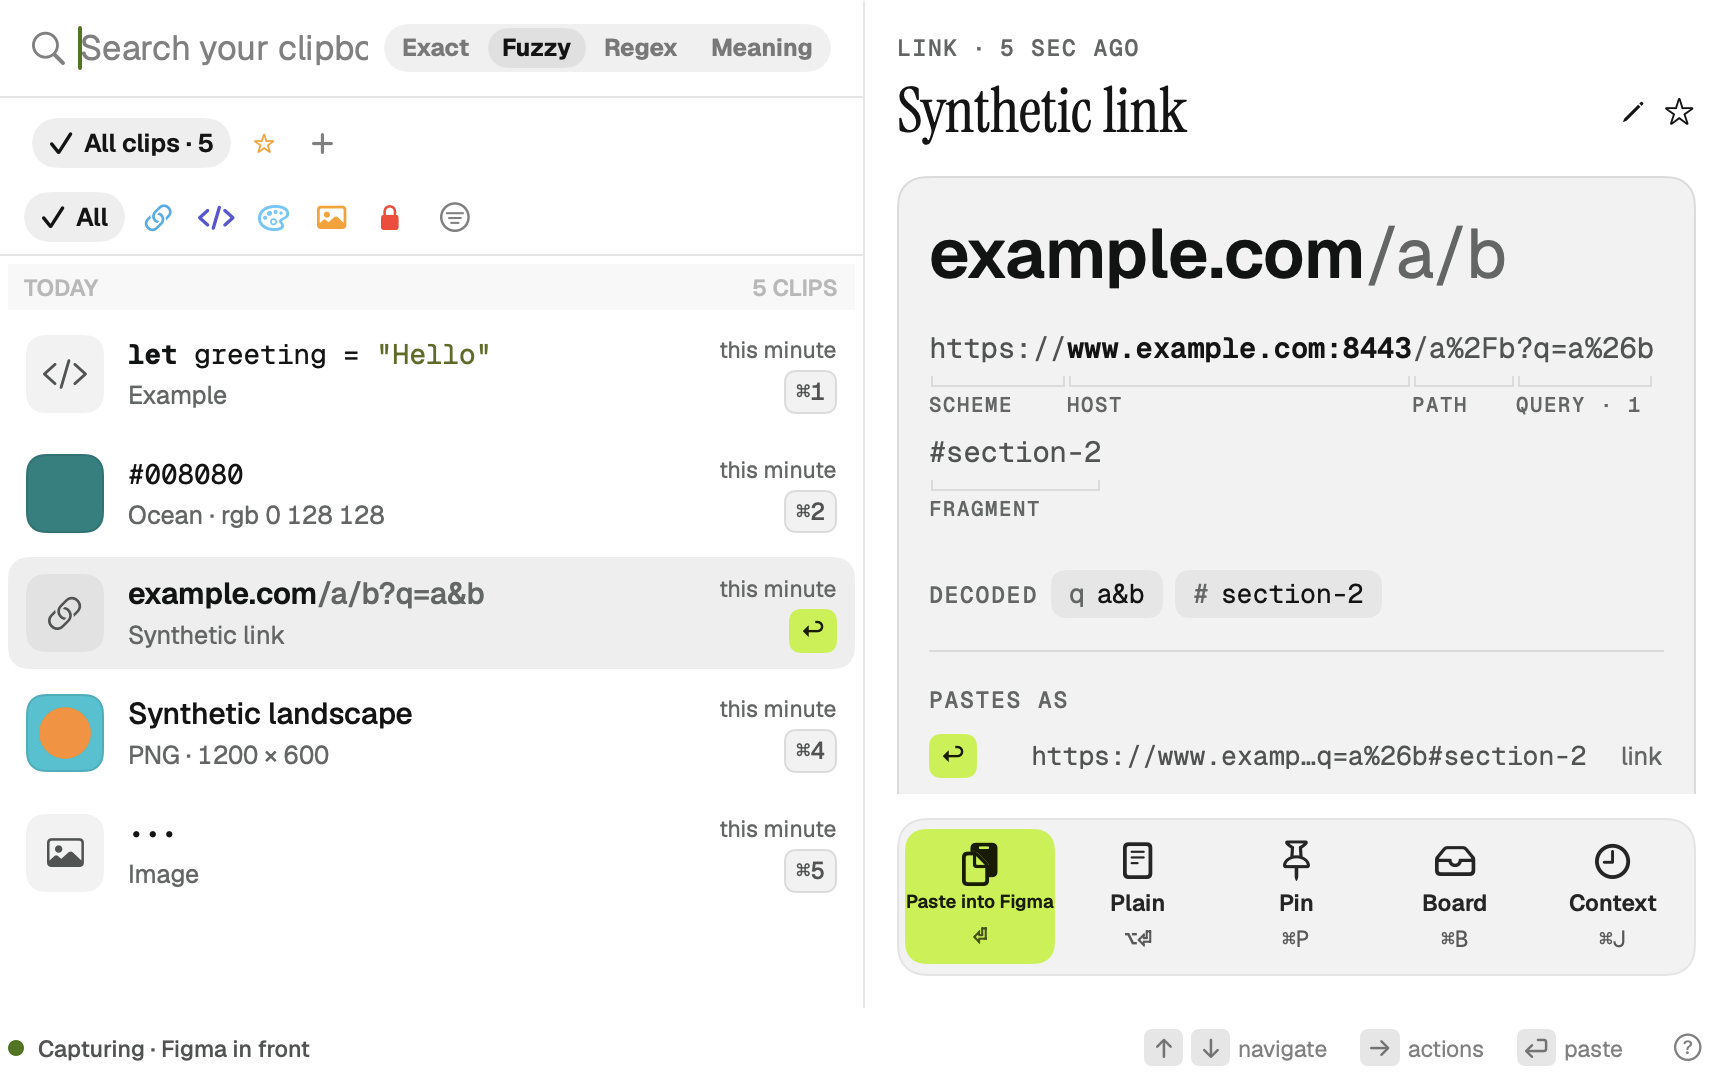 Search your clipbo
Exact Fuzzy Regex Meaning
All clips · 5
All
TODAY 5 CLIPS
let greeting = "Hello" this minute
Example ⌘1
#008080 this minute
Ocean · rgb 0 128 128 ⌘2
example.com/a/b?q=a&b this minute
Synthetic link
Synthetic landscape this minute
PNG · 1200 × 600 ⌘4
... this minute
Image ⌘5
Capturing · Figma in front
LINK · 5 SEC AGO
Synthetic link
example.com/a/b
https://www.example.com:8443/a%2Fb?q=a%26b
SCHEME HOST PATH QUERY · 1
#section-2
FRAGMENT
DECODED q a&b # section-2
PASTES AS
https://www.examp…q=a%26b#section-2 link
Paste into Figma Plain Pin Board Context
⏎ ⌥⏎ ⌘P ⌘B ⌘J
↑ ↓ navigate → actions ↩ paste ?